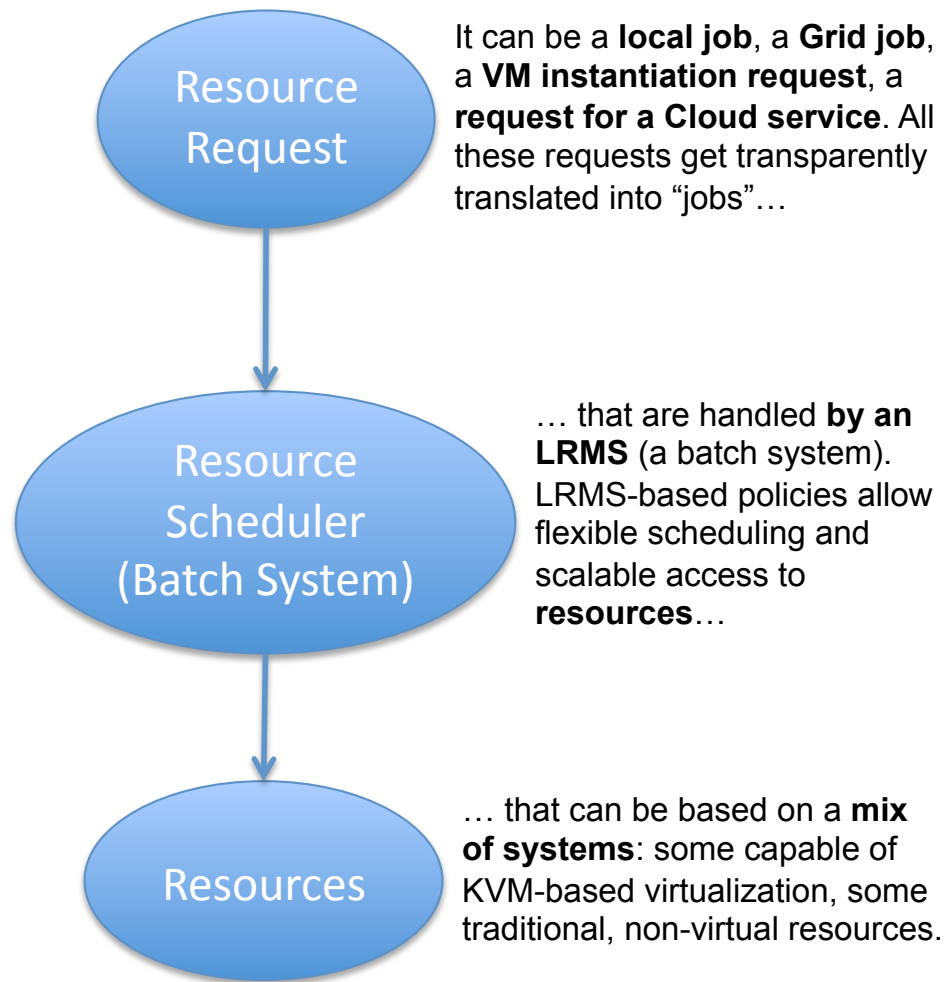 Resource
Request
It can be a local job, a Grid job,
a VM instantiation request, a
request for a Cloud service. All
these requests get transparently
translated into “jobs”…
Resource
Scheduler
(Batch System)
… that are handled by an
LRMS (a batch system).
LRMS-based policies allow
flexible scheduling and
scalable access to
resources…
Resources
… that can be based on a mix
of systems: some capable of
KVM-based virtualization, some
traditional, non-virtual resources.